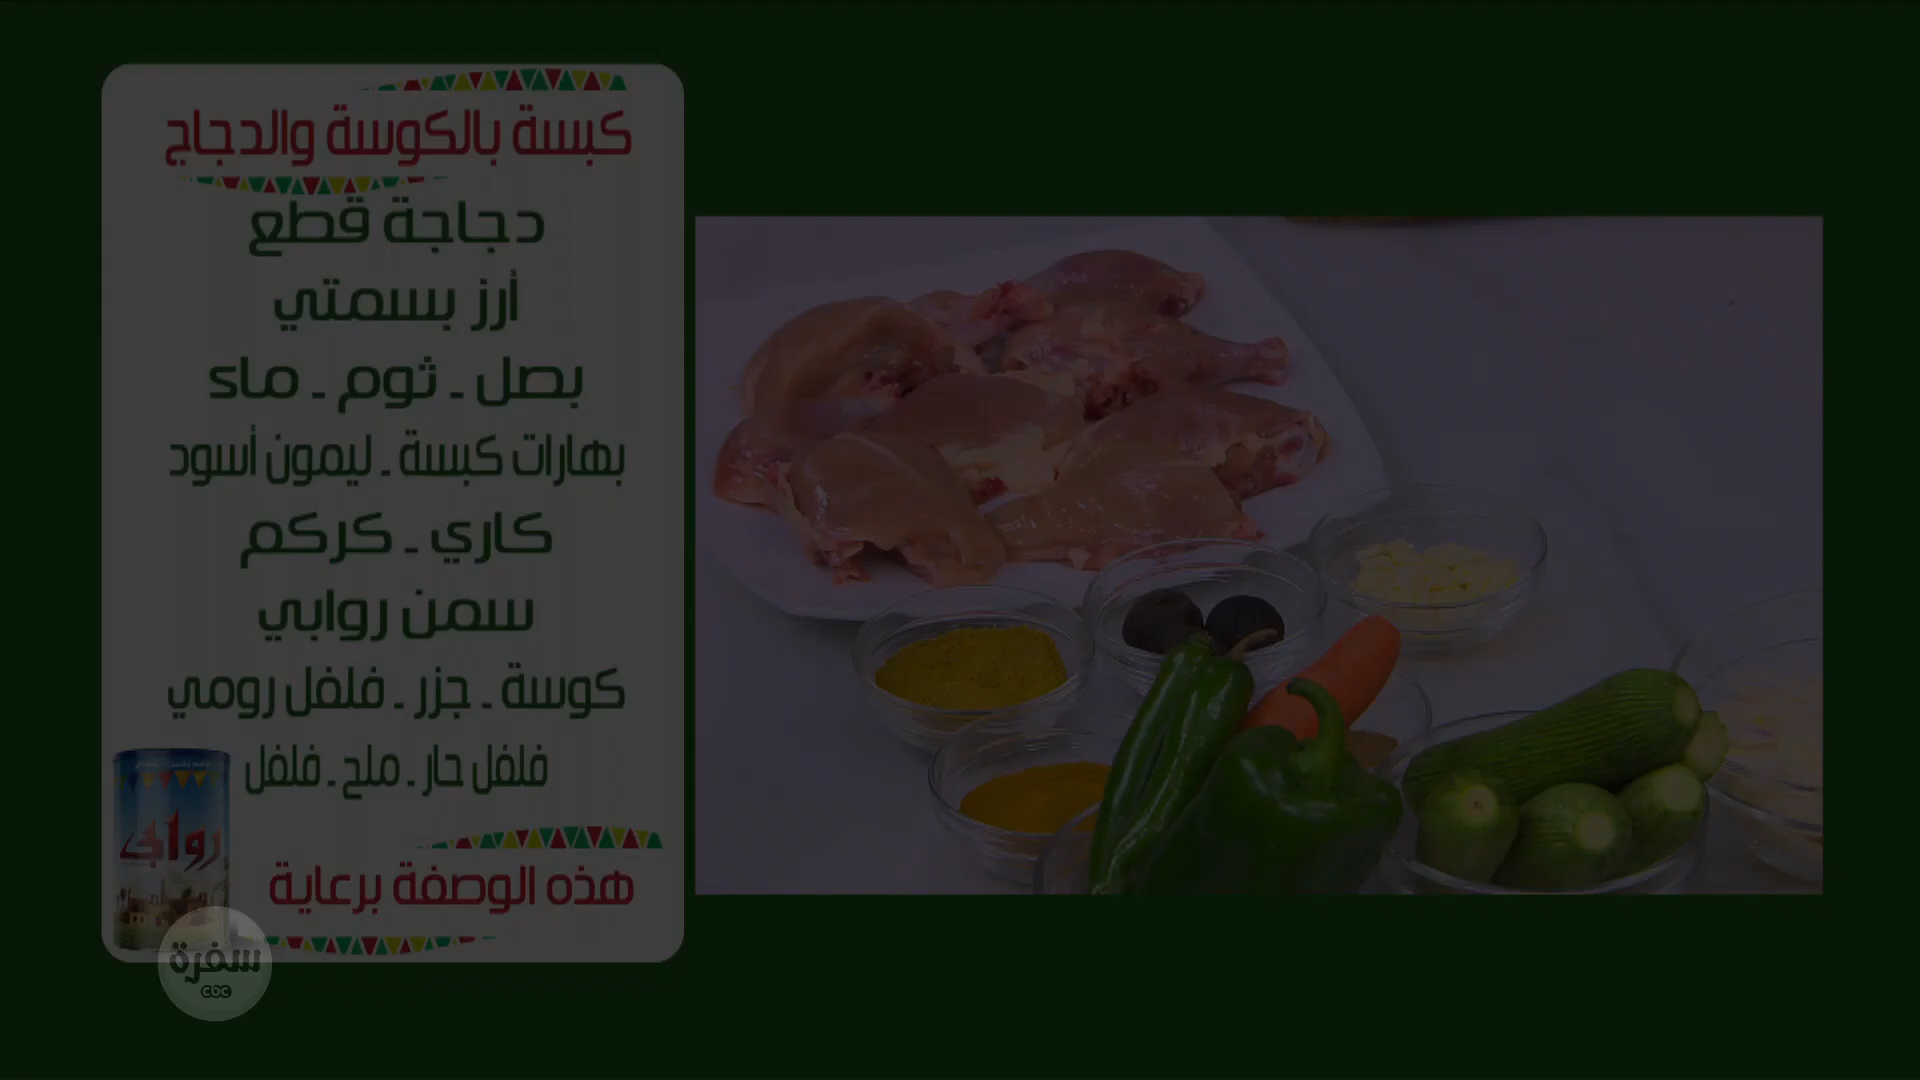 كبسة بالكوسة والدجاج
دجاجة قطع
أرز بسمتي
بصل ـ ثوم ـ ماء
بهارات كبسة ـ ليمون أسود
كاري ـ كركم
سمن روابي
كوسة ـ جزر ـ فلفل رومي
فلفل حار ـ ملح ـ فلفل
روابي
هذه الوصفة برعاية
سفرة
cbc